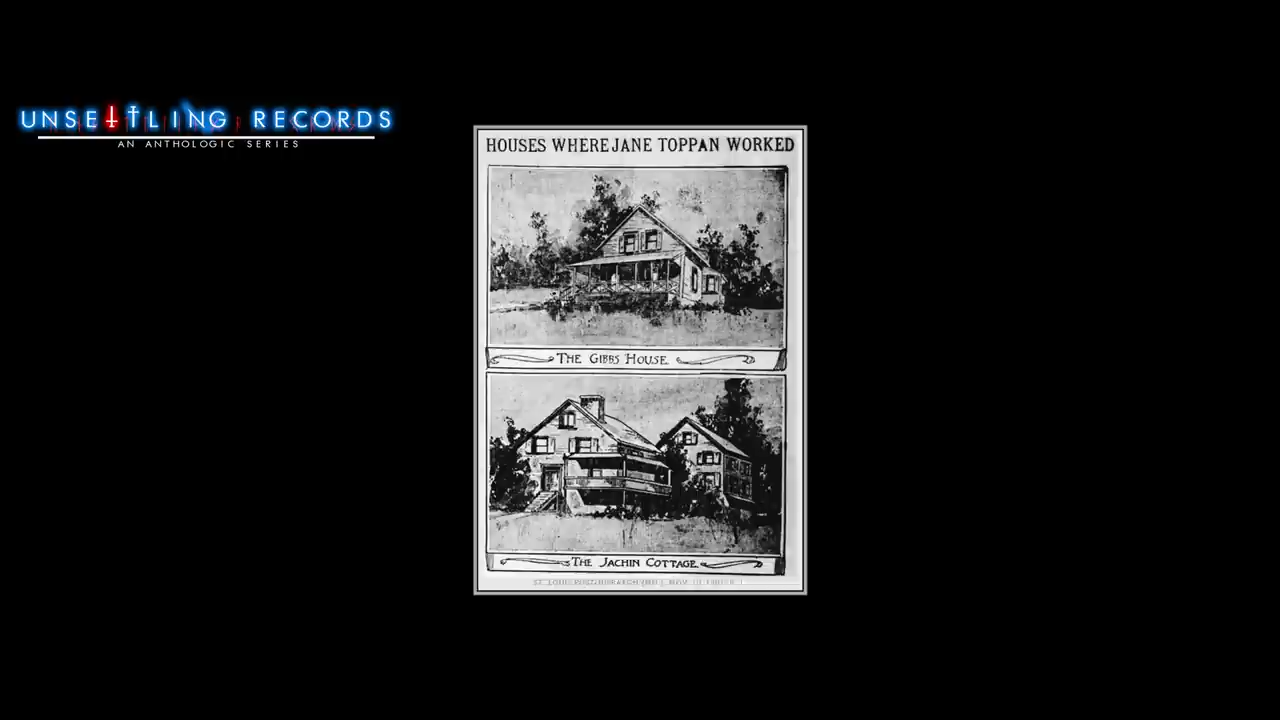 UNSETTLING RECORDS
AN ANTHOLOGIC SERIES
HOUSES WHERE JANE TOPPAN WORKED
THE GIBBS HOUSE.
THE JACHIN COTTAGE.